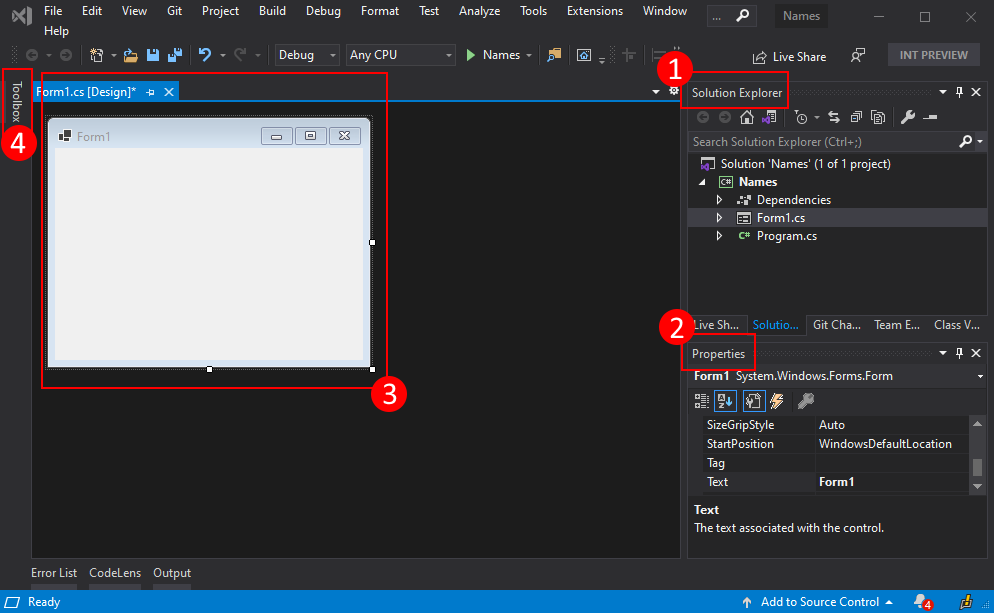 File Edit View Git Project Build Debug Format Test Analyze Tools Extensions Window ... Names
Help
Debug Any CPU Names Live Share INT PREVIEW
1
Toolbox
4
Form1.cs [Design]*
Form1
3
Solution Explorer
Search Solution Explorer (Ctrl+;)
Solution 'Names' (1 of 1 project)
C# Names
Dependencies
Form1.cs
C# Program.cs
Live Sh... Solutio... Git Cha... Team E... Class V...
2
Properties
Form1 System.Windows.Forms.Form
SizeGripStyle Auto
StartPosition WindowsDefaultLocation
Tag
Text Form1
Text
The text associated with the control.
Error List CodeLens Output
Ready Add to Source Control 4